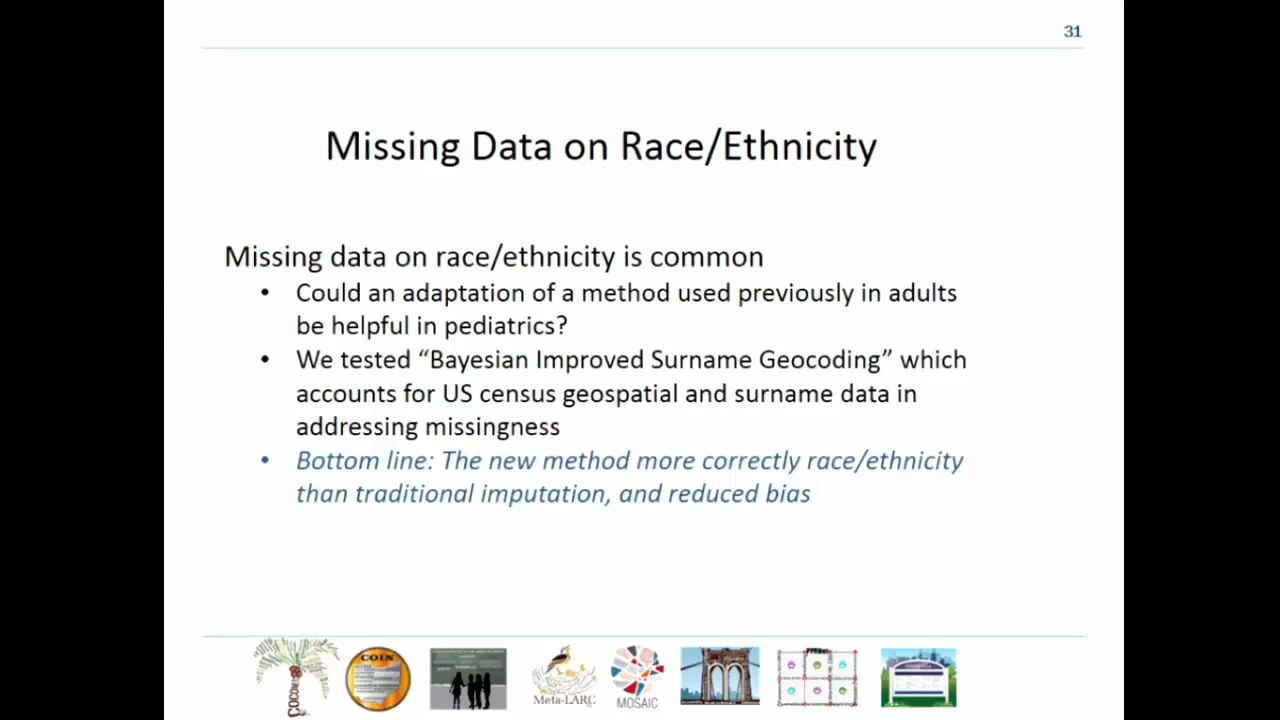 31
Missing Data on Race/Ethnicity
Missing data on race/ethnicity is common
• Could an adaptation of a method used previously in adults
be helpful in pediatrics?
• We tested “Bayesian Improved Surname Geocoding” which
accounts for US census geospatial and surname data in
addressing missingness
• Bottom line: The new method more correctly race/ethnicity
than traditional imputation, and reduced bias
COCO
COIN
Meta-LARC
MOSAIC
PPRNet